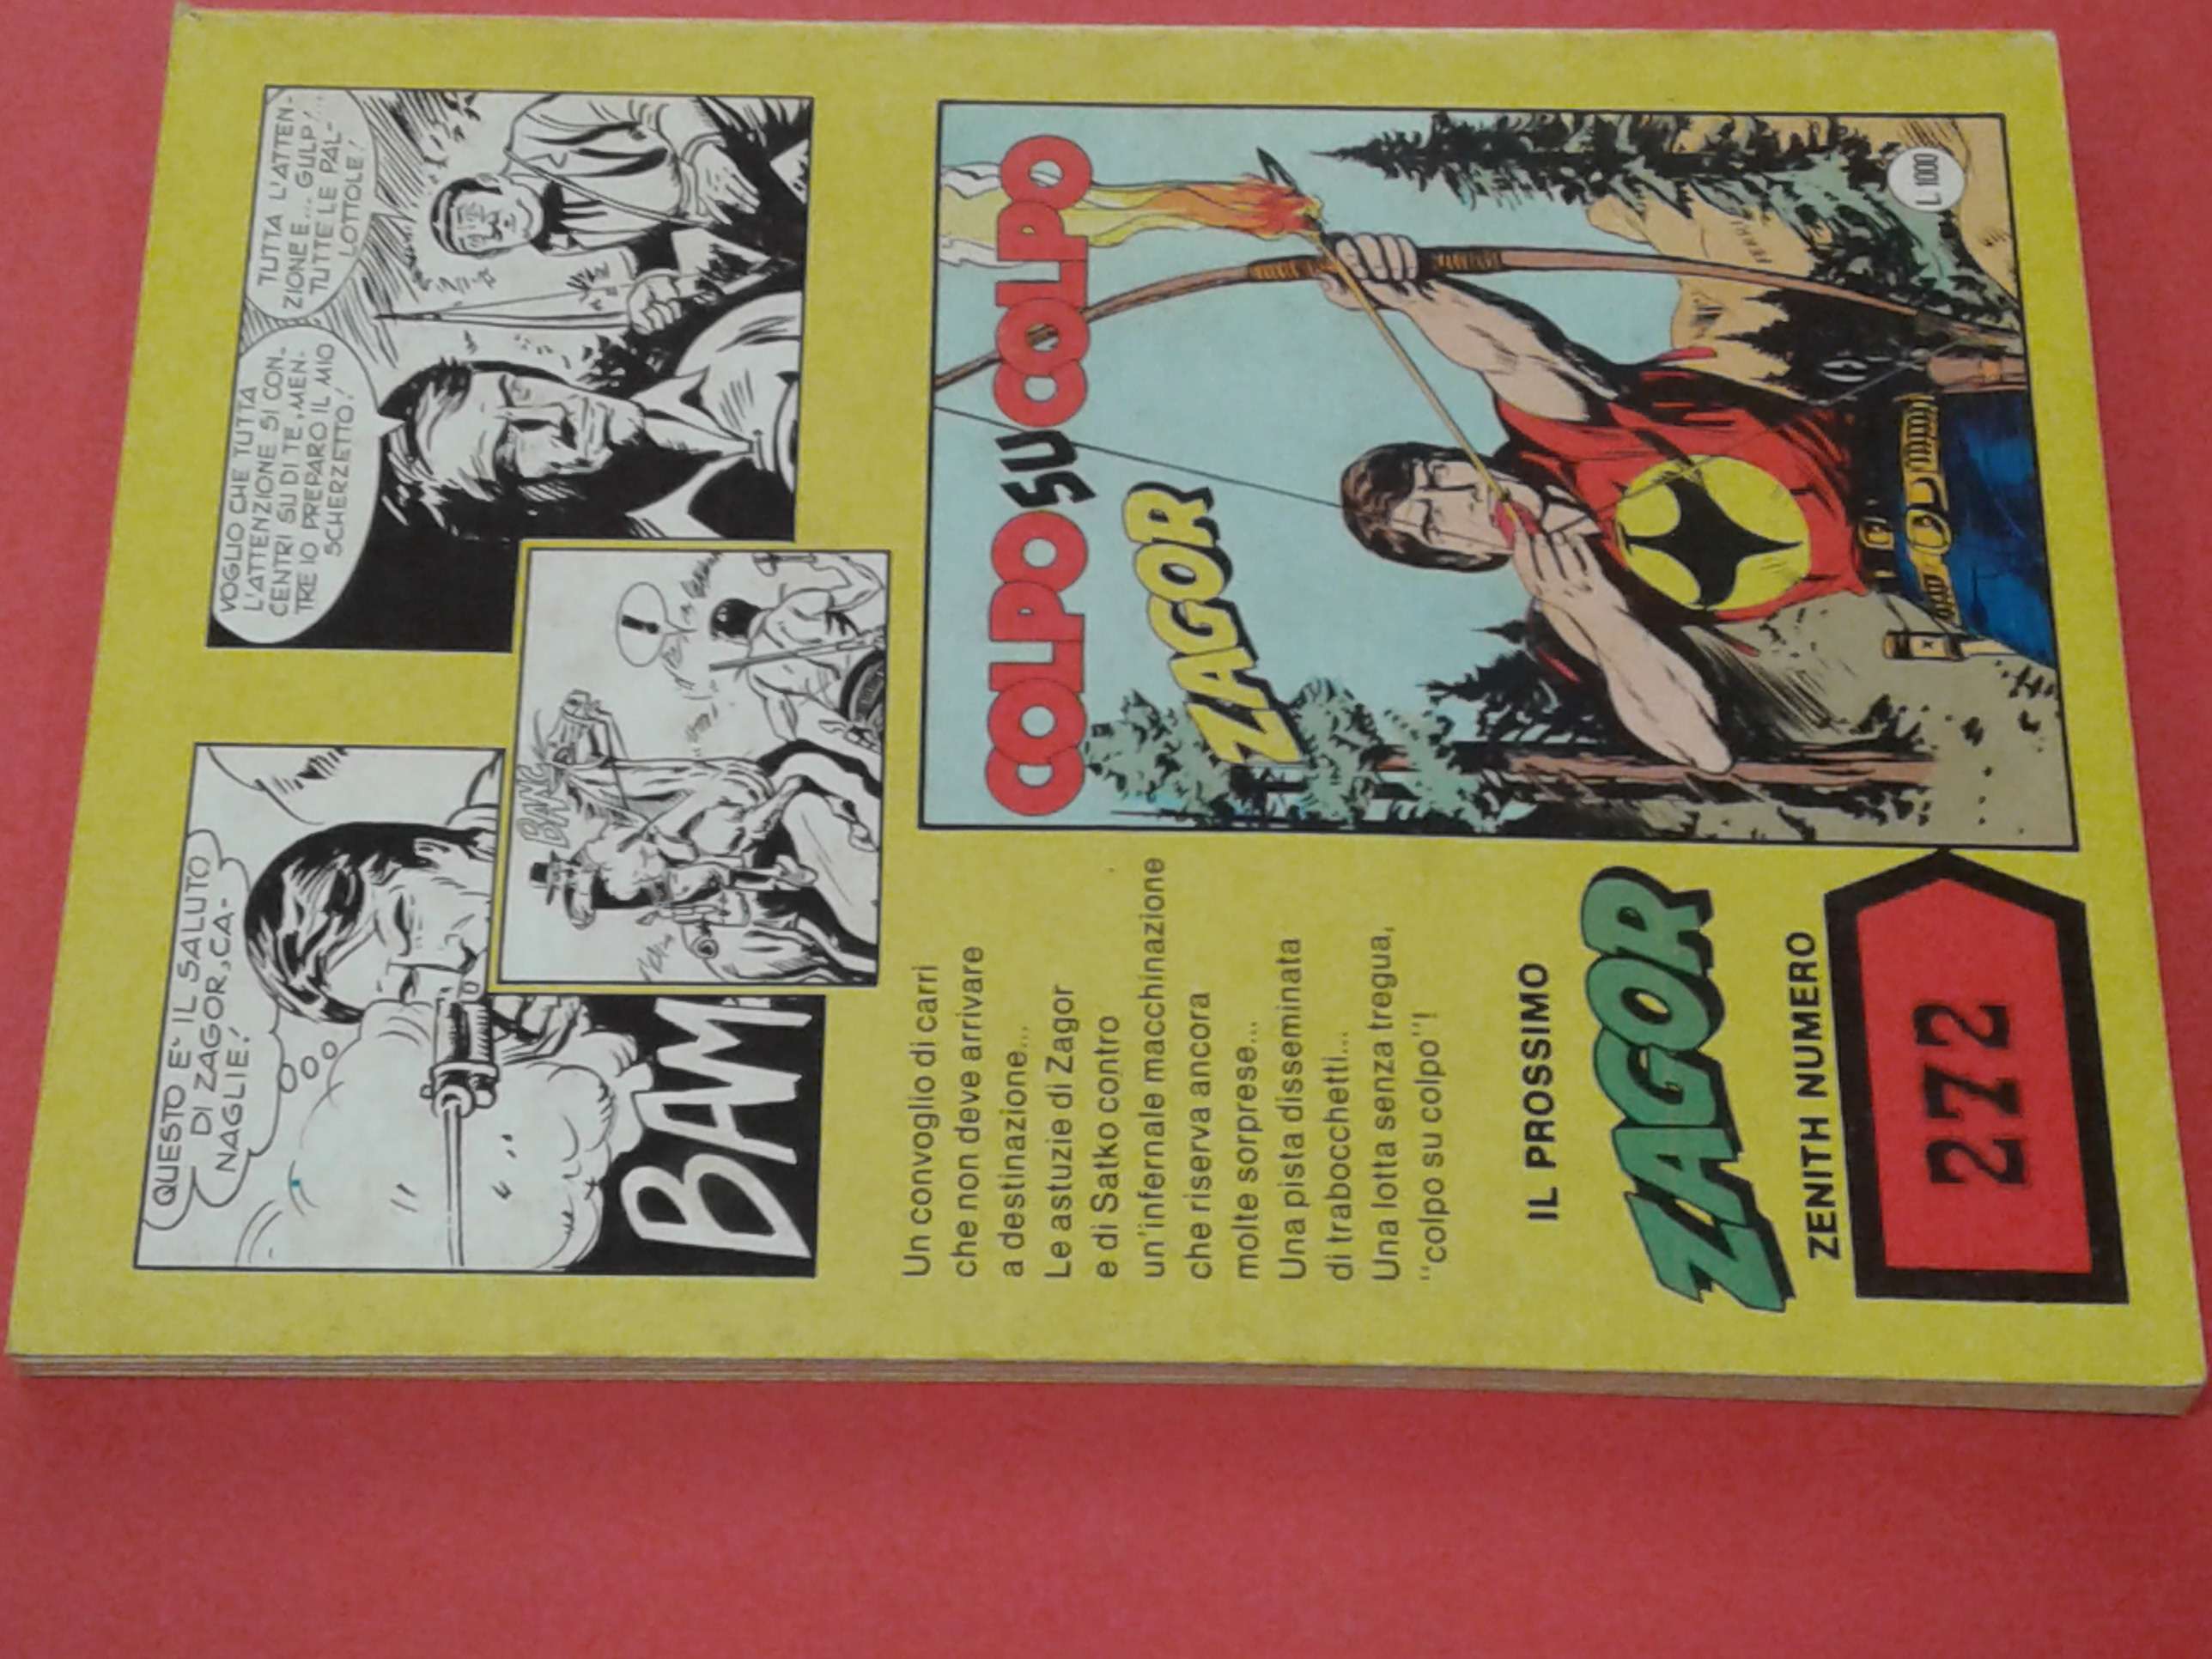 QUESTO E' IL SALUTO
DI ZAGOR, CA-
NAGLIE!
BAM
VOGLIO CHE TUTTA
L'ATTENZIONE SI CON-
CENTRI SU DI TE, MEN-
TRE IO PREPARO IL MIO
SCHERZETTO!
TUTTA L'ATTEN-
ZIONE E... GULP!
TUTTE LE PAL-
LOTTOLE!
BANG
!
Un convoglio di carri
che non deve arrivare
a destinazione...
Le astuzie di Zagor
e di Satko contro
un'infernale macchinazione
che riserva ancora
molte sorprese...
Una pista disseminata
di trabocchetti...
Una lotta senza tregua,
"colpo su colpo"!
IL PROSSIMO
ZAGOR
ZENITH NUMERO
272
COLPO SU COLPO
ZAGOR
L. 1000